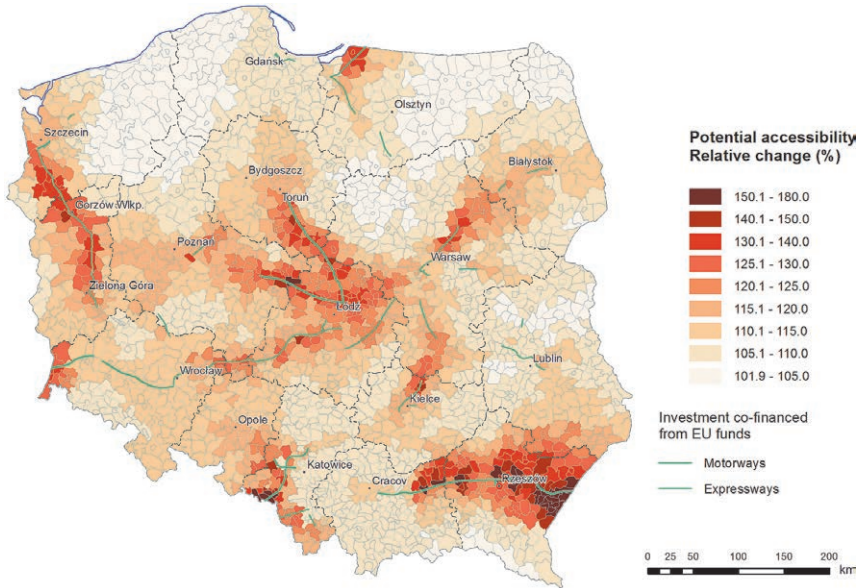 Gdańsk
Olsztyn
Szczecin
Białystok
Bydgoszcz
Toruń
Gorzów Wlkp.
Poznań
Warsaw
Zielona Góra
Łódź
Lublin
Wrocław
Kielce
Opole
Katowice
Cracov
Rzeszów
Potential accessibility
Relative change (%)
150.1 - 180.0
140.1 - 150.0
130.1 - 140.0
125.1 - 130.0
120.1 - 125.0
115.1 - 120.0
110.1 - 115.0
105.1 - 110.0
101.9 - 105.0
Investment co-financed
from EU funds
Motorways
Expressways
0 25 50 100 150 200
km